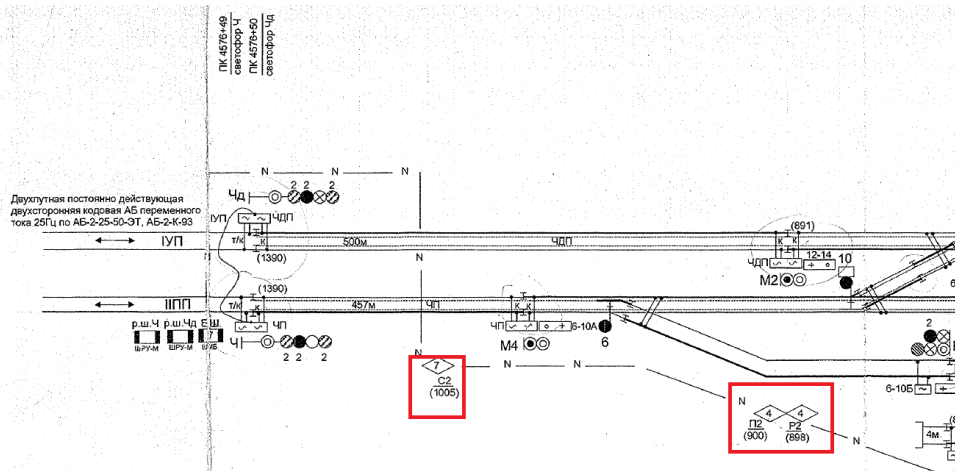 ПК 4576+49
светофор Ч
ПК 4576+50
светофор Чд
N N N
2 2 2
Чд
Двухпутная постоянно действующая
двухсторонняя кодовая АБ переменного
тока 25Гц по АБ-2-25-50-ЭТ, АБ-2-К-93
IУП ЧДП
(891)
IУП т/к К 500м ЧДП К К
(1390)
N
ЧДП 12-14 10
М2
(1390)
IIПП т/к К 457м ЧП К К
ЧП
ЧП 6-10А
2
р.ш.Ч р.ш.Чд
Ч
М4 6
ШРУ-М ШРУ-М
2 2 2
N
7 N N
С2
(1005)
6-10Б
N
4 4
П2 Р2
(900) (898)
N
4м